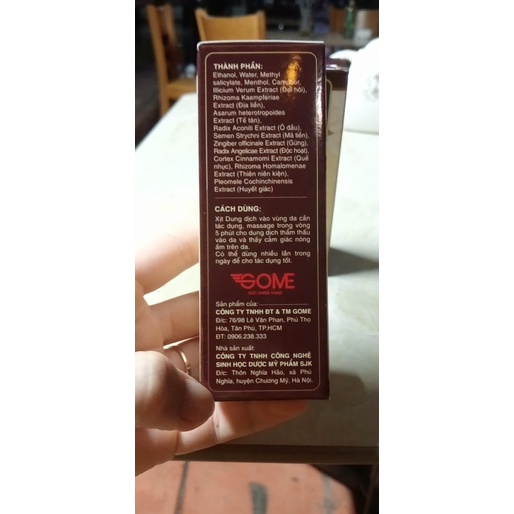 THÀNH PHẦN:
Ethanol, Water, Methyl
salicylate, Menthol, Camphor,
Illicium Verum Extract (Đại hồi),
Rhizoma Kaempferiae
Extract (Địa liền),
Asarum heterotropoides
Extract (Tế tân),
Radix Aconiti Extract (Ô đầu),
Semen Strychni Extract (Mã tiền),
Zingiber officinale Extract (Gừng),
Radix Angelicae Extract (Độc hoạt),
Cortex Cinnamomi Extract (Quế
nhục), Rhizoma Homalomenae
Extract (Thiên niên kiện),
Pleomele Cochinchinensis
Extract (Huyết giác)
CÁCH DÙNG:
Xịt Dung dịch vào vùng da cần
tác dụng, massage trong vòng
5 phút cho dung dịch thẩm thấu
vào da và thấy cảm giác nóng
ấm trên da.
Có thể dùng nhiều lần trong
ngày để cho tác dụng tốt.
GOME
Sản phẩm của:
CÔNG TY TNHH ĐT & TM GOME
Đ/c: 76/98 Lê Văn Phan, Phú Thọ
Hòa, Tân Phú, TP.HCM
ĐT: 0906.238.333
Nhà sản xuất:
CÔNG TY TNHH CÔNG NGHỆ
SINH HỌC DƯỢC MỸ PHẨM SJK
Đ/c: Thôn Nghĩa Hảo, xã Phú
Nghĩa, huyện Chương Mỹ, Hà Nội.